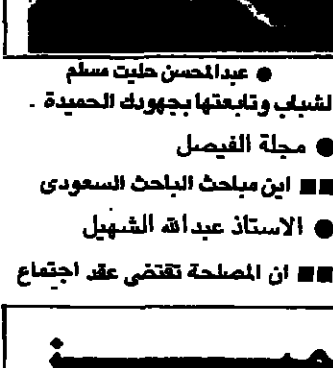 ● عبدالمحسن حليت مسلم
لشباب وتابعتها بجهودك الحميدة .
● مجلة الفيصل
■■ اين مباحث الباحث السعودى
● الاستاذ عبدالله الشهيل
■■ ان المصلحة تقتضى عقد اجتماع